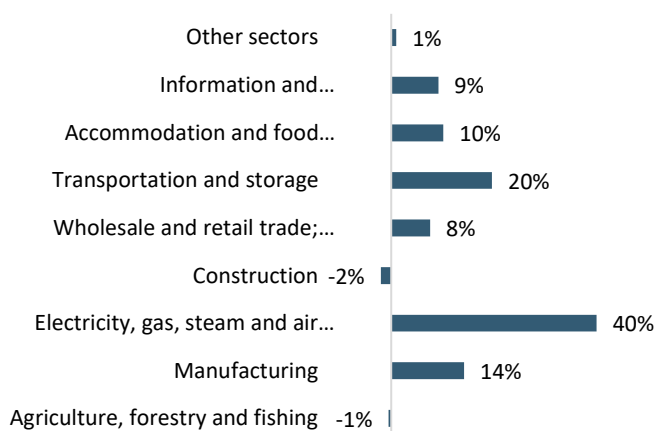 Other sectors 1%
Information and… 9%
Accommodation and food… 10%
Transportation and storage 20%
Wholesale and retail trade;… 8%
Construction -2%
Electricity, gas, steam and air… 40%
Manufacturing 14%
Agriculture, forestry and fishing -1%